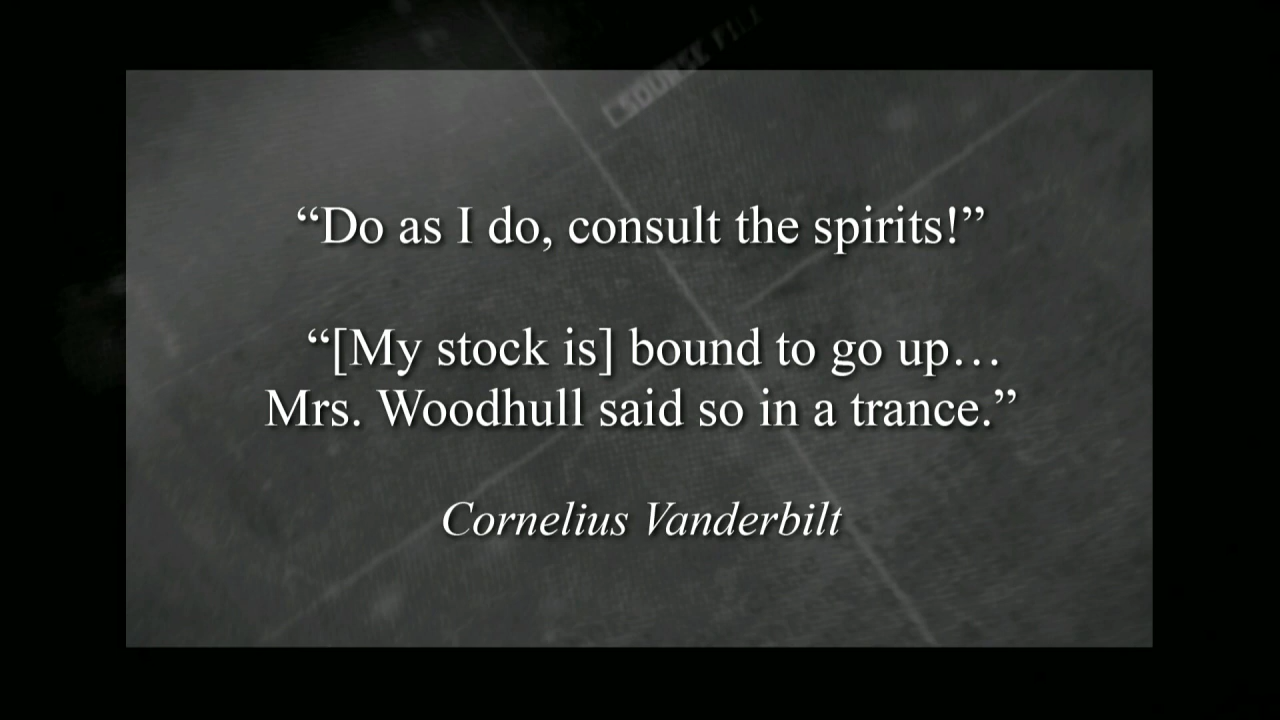 “Do as I do, consult the spirits!”
“[My stock is] bound to go up…
Mrs. Woodhull said so in a trance.”
Cornelius Vanderbilt